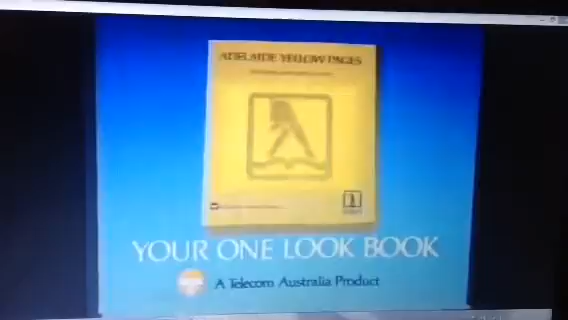 ADELAIDE YELLOW PAGES
YOUR ONE LOOK BOOK
A Telecom Australia Product